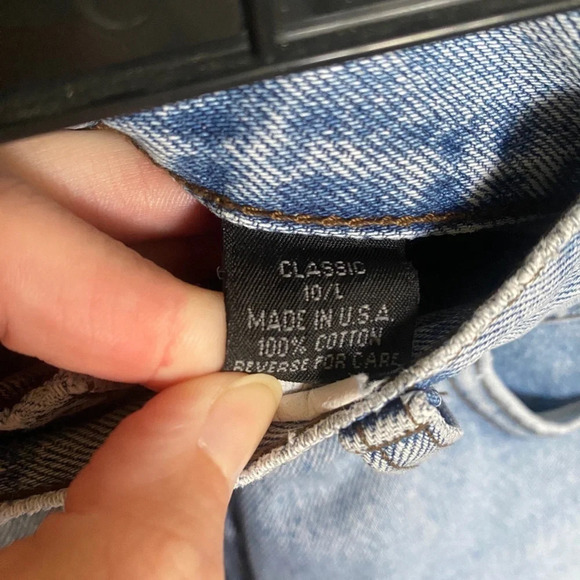 CLASSIC
10/L
MADE IN U.S.A.
100% COTTON
REVERSE FOR CARE